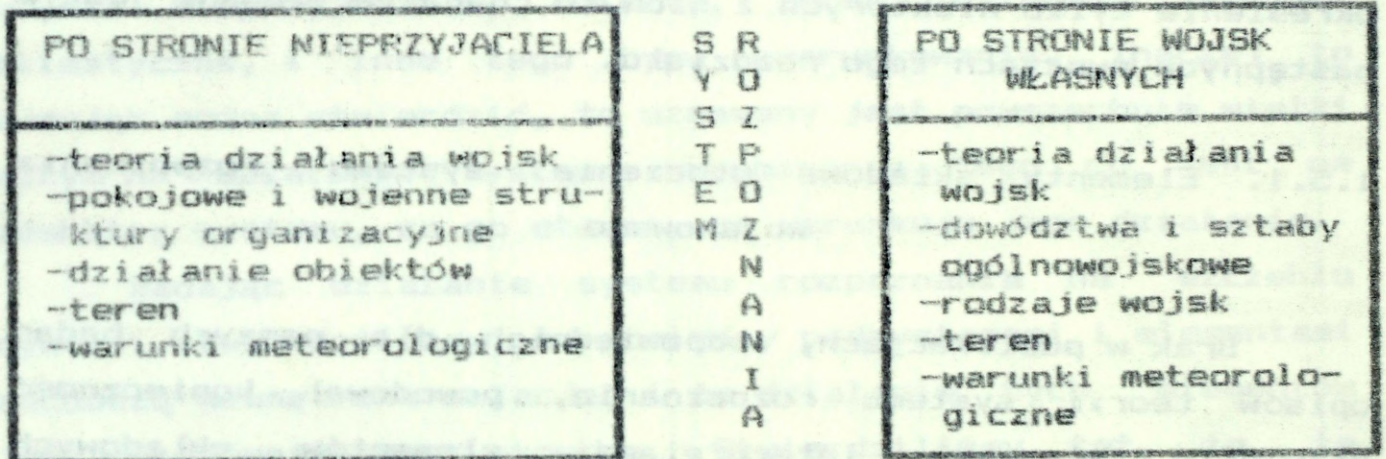 PO STRONIE NIEPRZYJACIELA
-teoria działania wojsk
-pokojowe i wojenne stru-
ktury organizacyjne
-działanie obiektów
-teren
-warunki meteorologiczne
S R
Y O
S Z
T P
E O
M Z
N
A
N
I
A
PO STRONIE WOJSK
WŁASNYCH
-teoria działania
wojsk
-dowództwa i sztaby
ogólnowojskowe
-rodzaje wojsk
-teren
-warunki meteorolo-
giczne